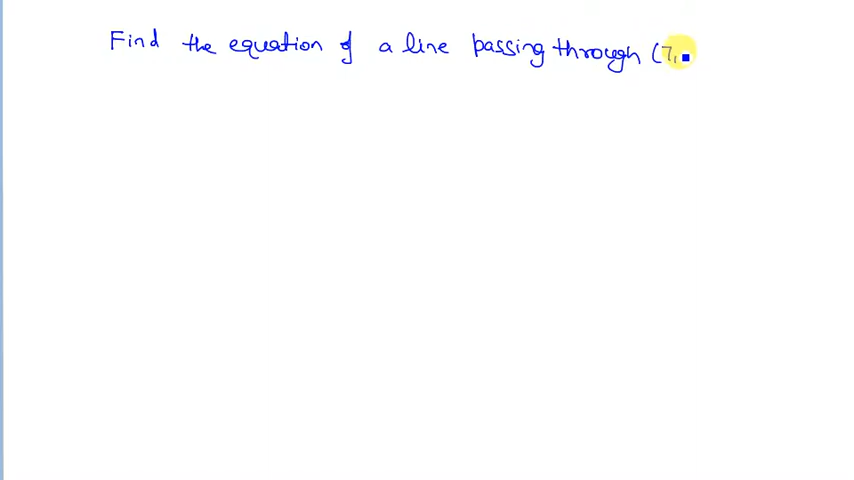 Find the equation of a line passing through (7,